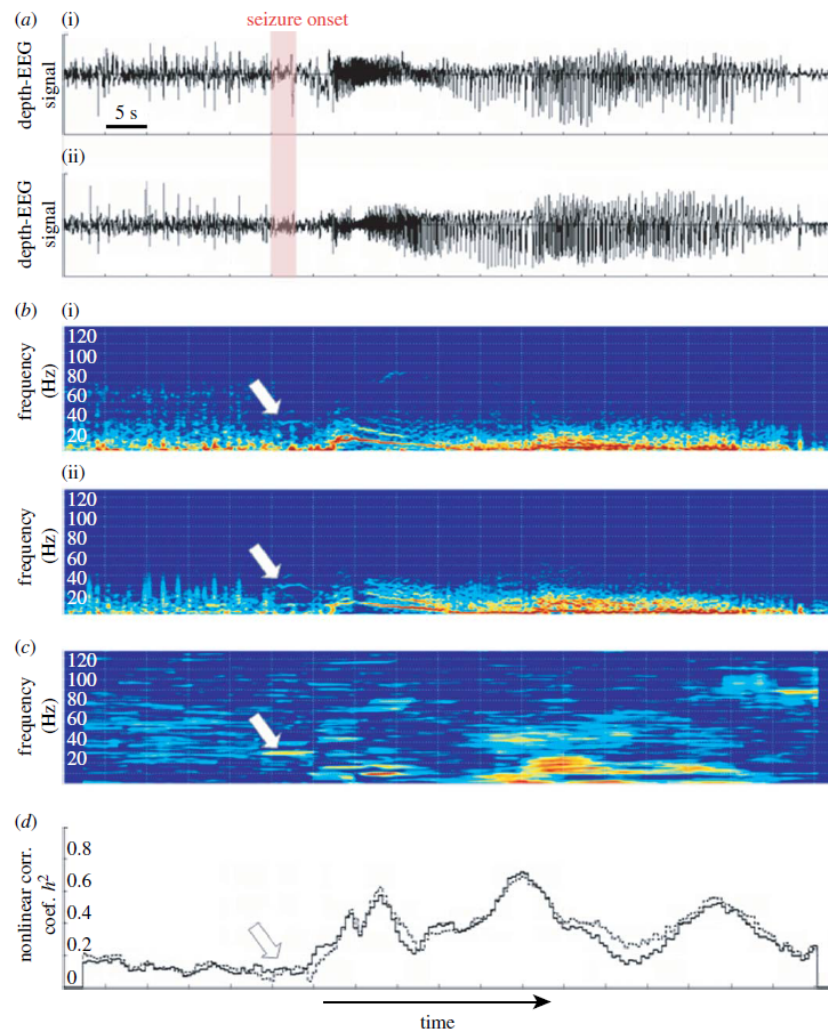 seizure onset
(a) (i)
depth-EEG
signal
5 s
(ii)
depth-EEG
signal
(b) (i)
frequency
(Hz)
120
100
80
60
40
20
(ii)
frequency
(Hz)
120
100
80
60
40
20
(c)
frequency
(Hz)
120
100
80
60
40
20
(d)
nonlinear corr.
coef. h²
0.8
0.6
0.4
0.2
0
time